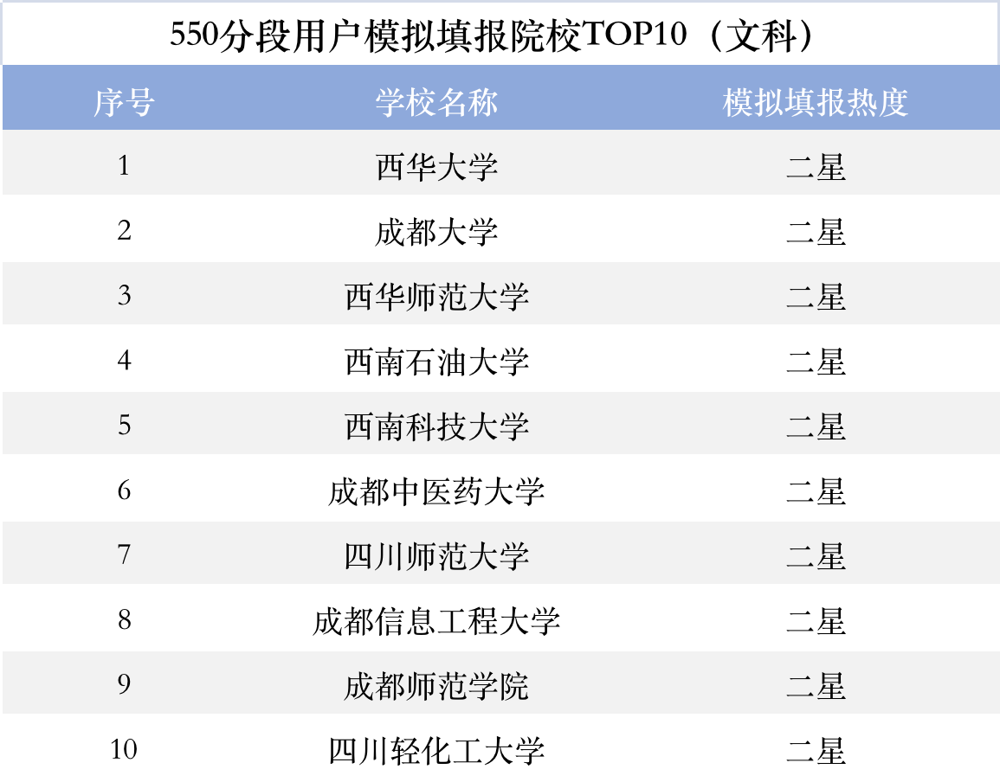 550分段用户模拟填报院校TOP10（文科）
序号 学校名称 模拟填报热度
1 西华大学 二星
2 成都大学 二星
3 西华师范大学 二星
4 西南石油大学 二星
5 西南科技大学 二星
6 成都中医药大学 二星
7 四川师范大学 二星
8 成都信息工程大学 二星
9 成都师范学院 二星
10 四川轻化工大学 二星